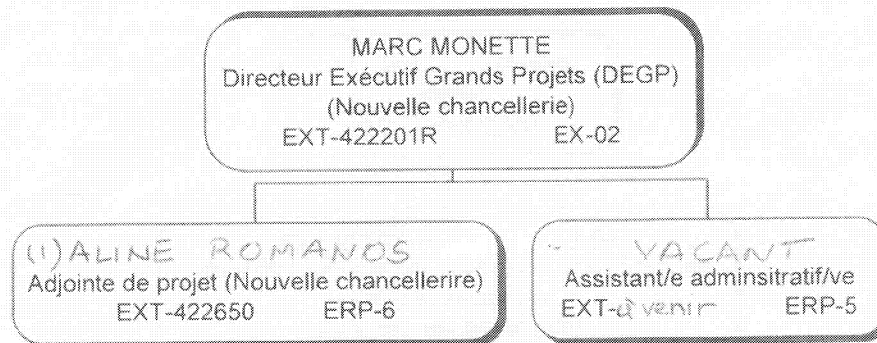 MARC MONETTE
Directeur Exécutif Grands Projets (DEGP)
(Nouvelle chancellerie)
EXT-422201R EX-02
(1) ALINE ROMANOS
Adjointe de projet (Nouvelle chancellerire)
EXT-422650 ERP-6
- VACANT
Assistant/e adminsitratif/ve
EXT-à venir ERP-5